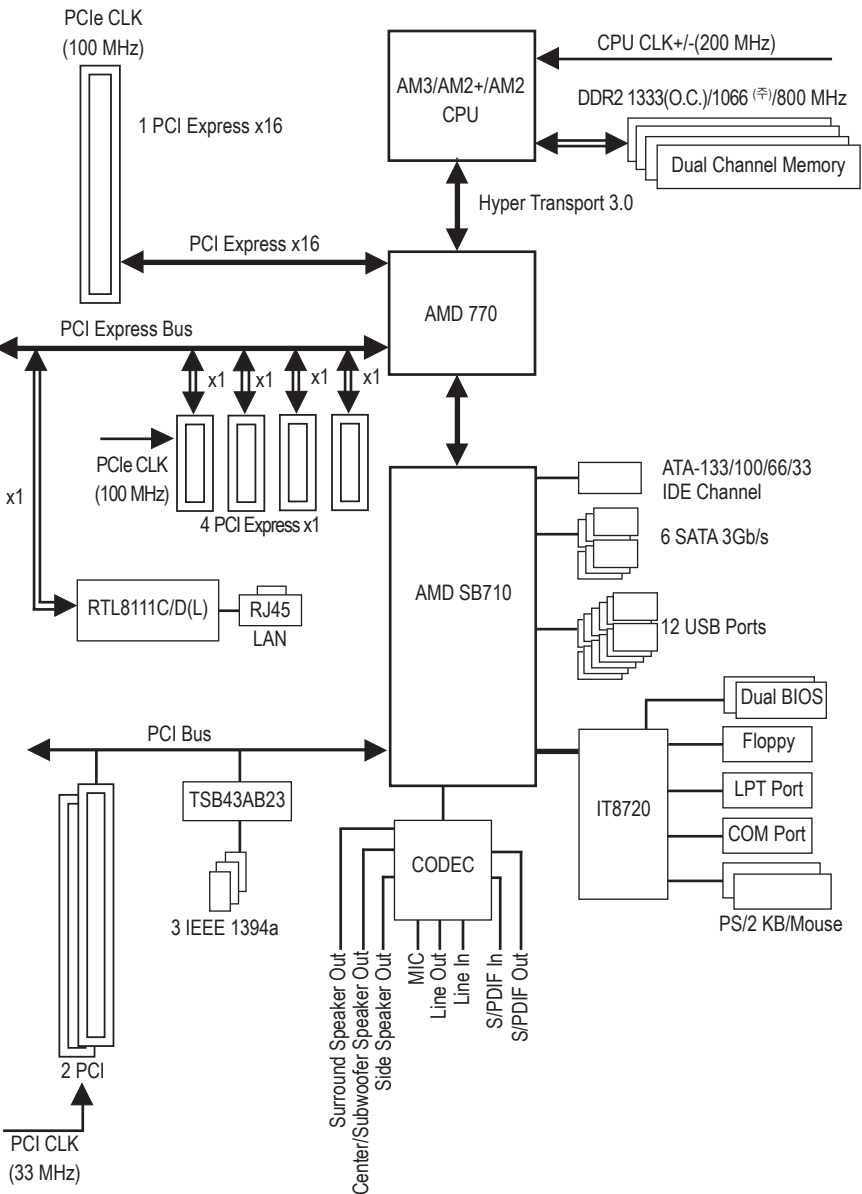 PCIe CLK
(100 MHz)
1 PCI Express x16
AM3/AM2+/AM2
CPU
CPU CLK+/-(200 MHz)
DDR2 1333(O.C.)/1066 (주)/800 MHz
Dual Channel Memory
Hyper Transport 3.0
PCI Express x16
AMD 770
PCI Express Bus
x1
x1
x1
x1
x1
PCIe CLK
(100 MHz)
4 PCI Express x1
RTL8111C/D(L)
RJ45
LAN
AMD SB710
ATA-133/100/66/33
IDE Channel
6 SATA 3Gb/s
12 USB Ports
PCI Bus
TSB43AB23
3 IEEE 1394a
2 PCI
PCI CLK
(33 MHz)
IT8720
Dual BIOS
Floppy
LPT Port
COM Port
PS/2 KB/Mouse
CODEC
Surround Speaker Out
Center/Subwoofer Speaker Out
Side Speaker Out
MIC
Line Out
Line In
S/PDIF In
S/PDIF Out